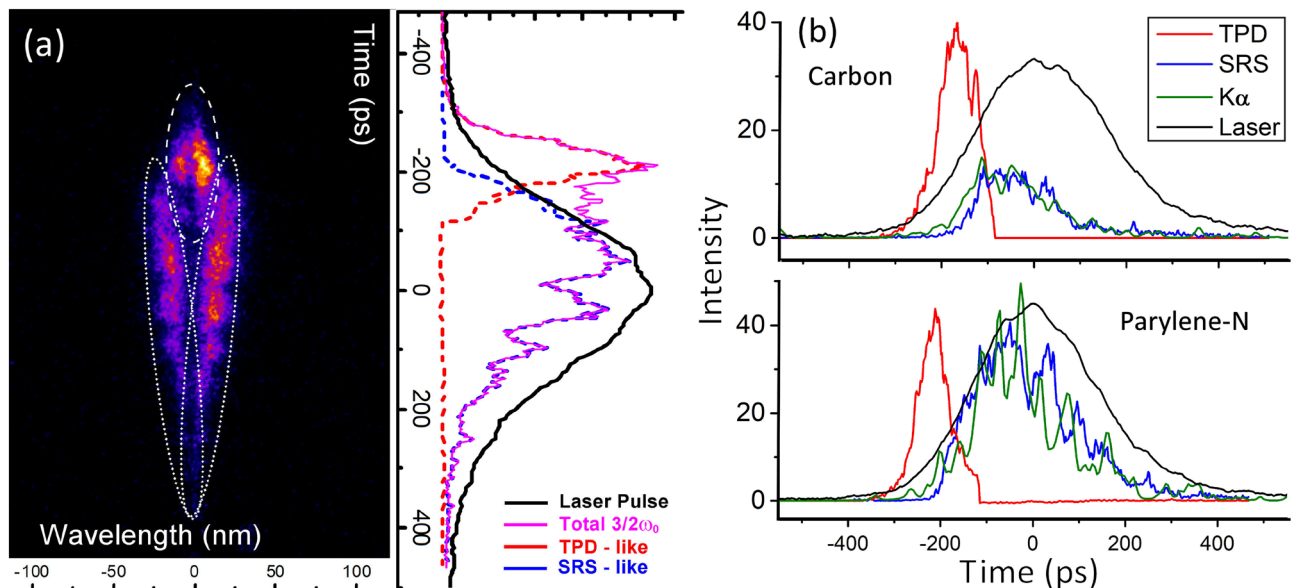 (a)
Time (ps)
-400
-200
0
200
400
Wavelength (nm)
-100
-50
0
50
100
Laser Pulse
Total 3/2ω₀
TPD - like
SRS - like
(b)
Carbon
TPD
SRS
Kα
Laser
40
20
0
Intensity
Parylene-N
40
20
0
-400
-200
0
200
400
Time (ps)